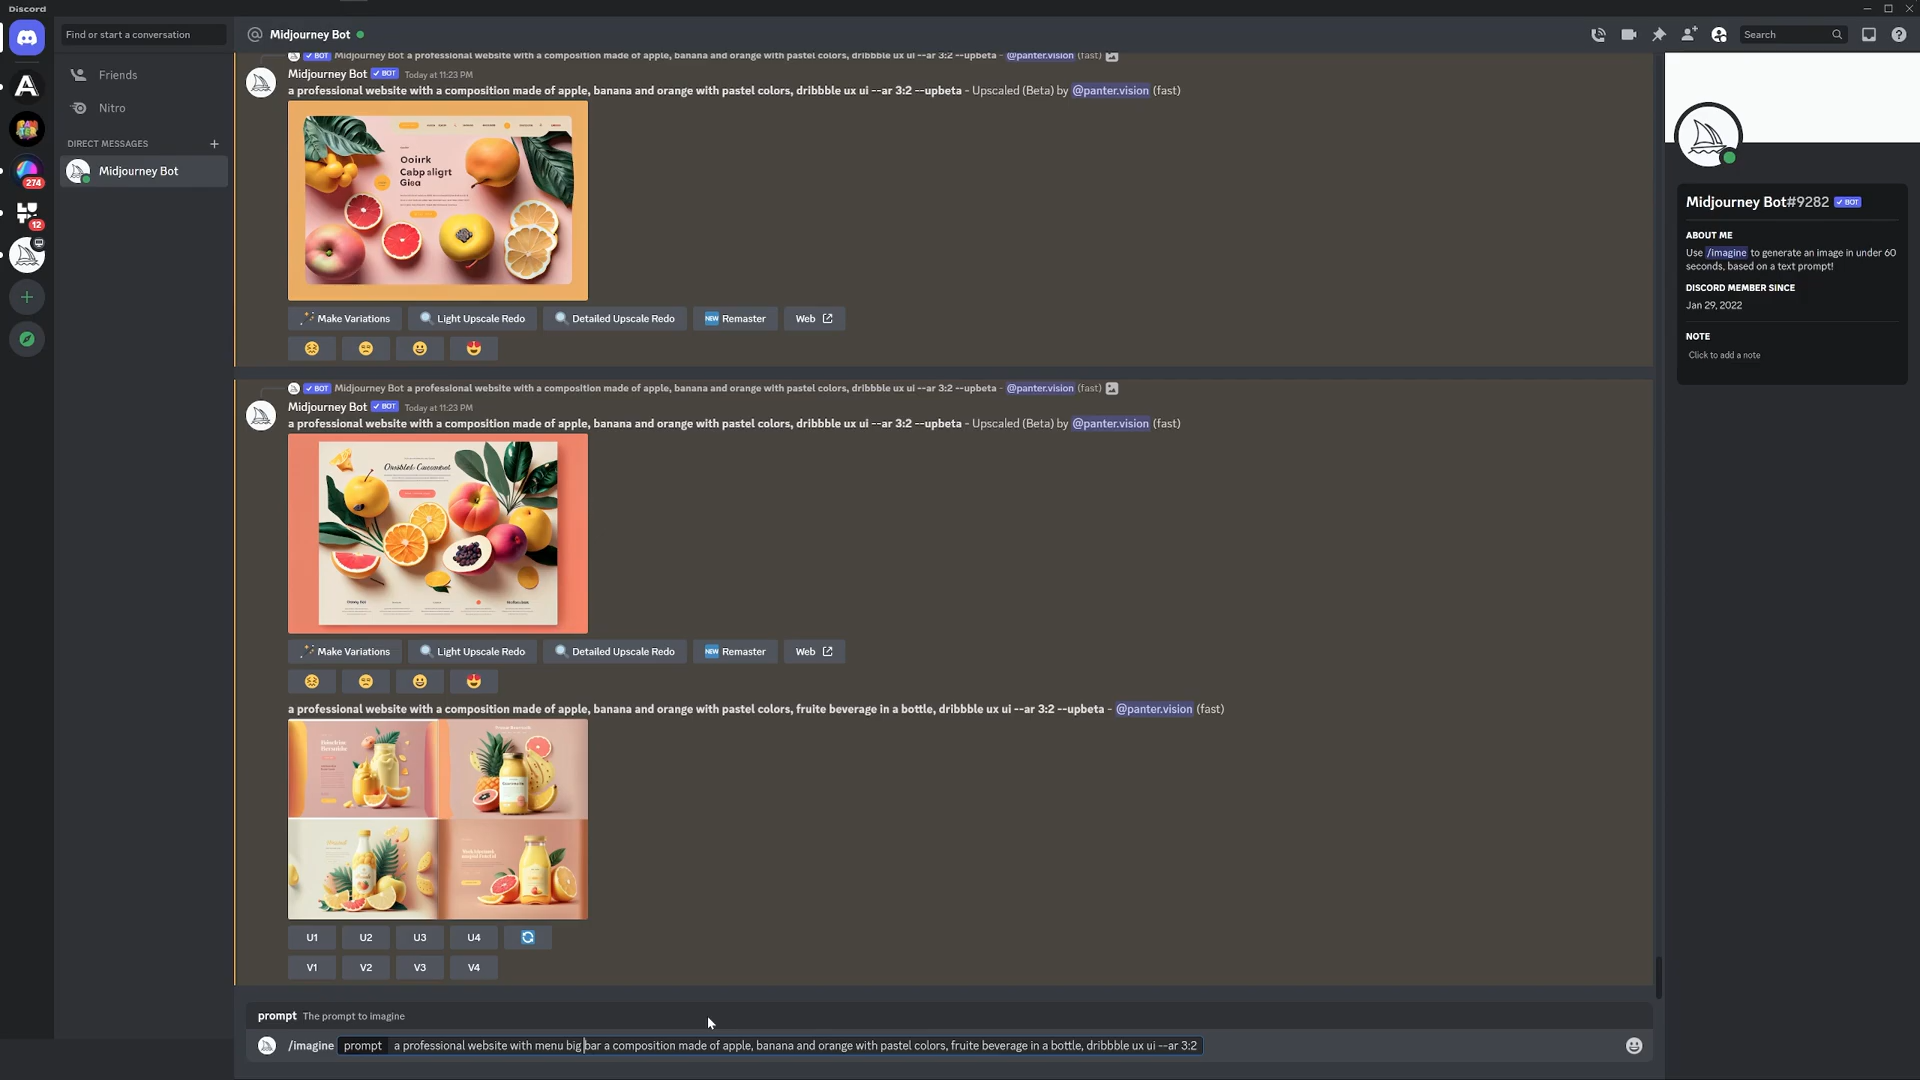 Discord
Find or start a conversation
Midjourney Bot
Search
Friends
Nitro
DIRECT MESSAGES
Midjourney Bot
274
12
BOT Midjourney Bot a professional website with a composition made of apple, banana and orange with pastel colors, dribbble ux ui --ar 3:2 --upbeta - @panter.vision (fast)
Midjourney Bot BOT Today at 11:23 PM
a professional website with a composition made of apple, banana and orange with pastel colors, dribbble ux ui --ar 3:2 --upbeta - Upscaled (Beta) by @panter.vision (fast)
Ooiirk
Cabp sligrt
Gisa
Make Variations
Light Upscale Redo
Detailed Upscale Redo
NEW Remaster
Web
BOT Midjourney Bot a professional website with a composition made of apple, banana and orange with pastel colors, dribbble ux ui --ar 3:2 --upbeta - @panter.vision (fast)
Midjourney Bot BOT Today at 11:23 PM
a professional website with a composition made of apple, banana and orange with pastel colors, dribbble ux ui --ar 3:2 --upbeta - Upscaled (Beta) by @panter.vision (fast)
Make Variations
Light Upscale Redo
Detailed Upscale Redo
NEW Remaster
Web
a professional website with a composition made of apple, banana and orange with pastel colors, fruite beverage in a bottle, dribbble ux ui --ar 3:2 --upbeta - @panter.vision (fast)
U1 U2 U3 U4
V1 V2 V3 V4
prompt The prompt to imagine
/imagine prompt a professional website with menu big bar a composition made of apple, banana and orange with pastel colors, fruite beverage in a bottle, dribbble ux ui --ar 3:2
Midjourney Bot#9282 BOT
ABOUT ME
Use /imagine to generate an image in under 60
seconds, based on a text prompt!
DISCORD MEMBER SINCE
Jan 29, 2022
NOTE
Click to add a note